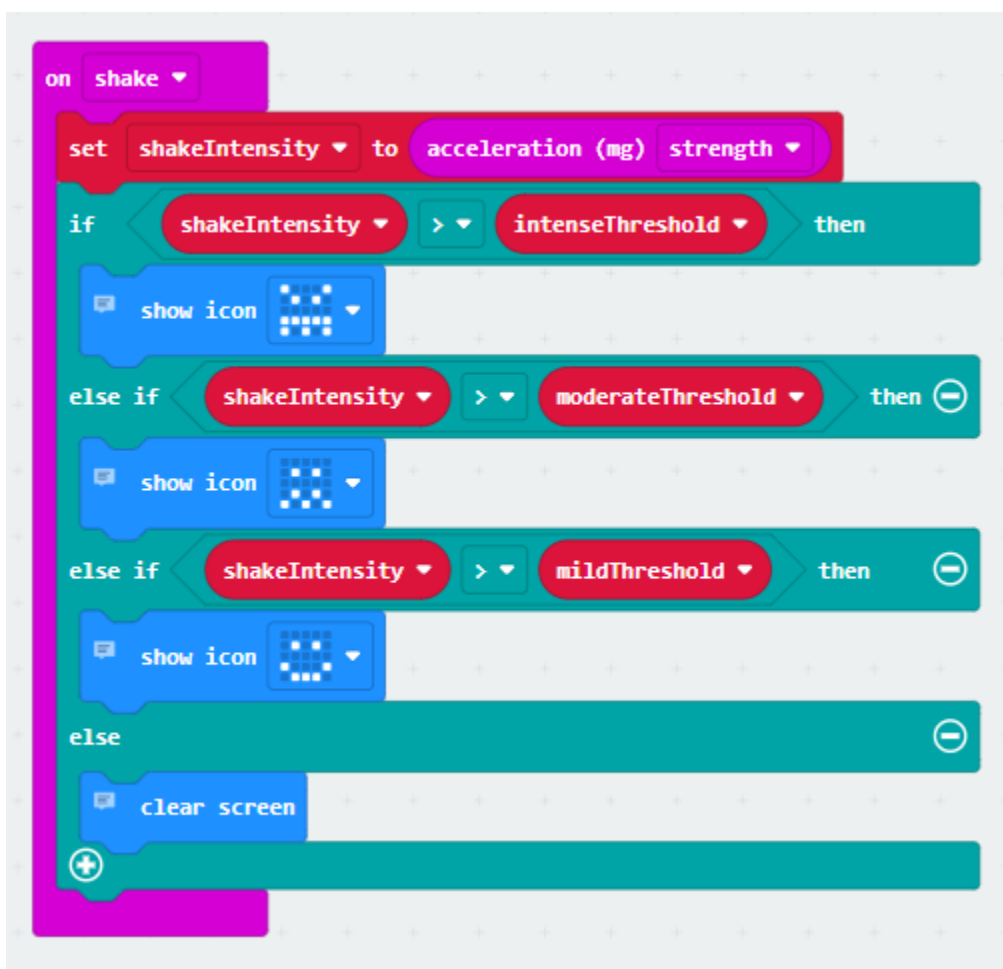 on shake
set shakeIntensity to acceleration (mg) strength
if shakeIntensity > intenseThreshold then
show icon
else if shakeIntensity > moderateThreshold then
show icon
else if shakeIntensity > mildThreshold then
show icon
else
clear screen